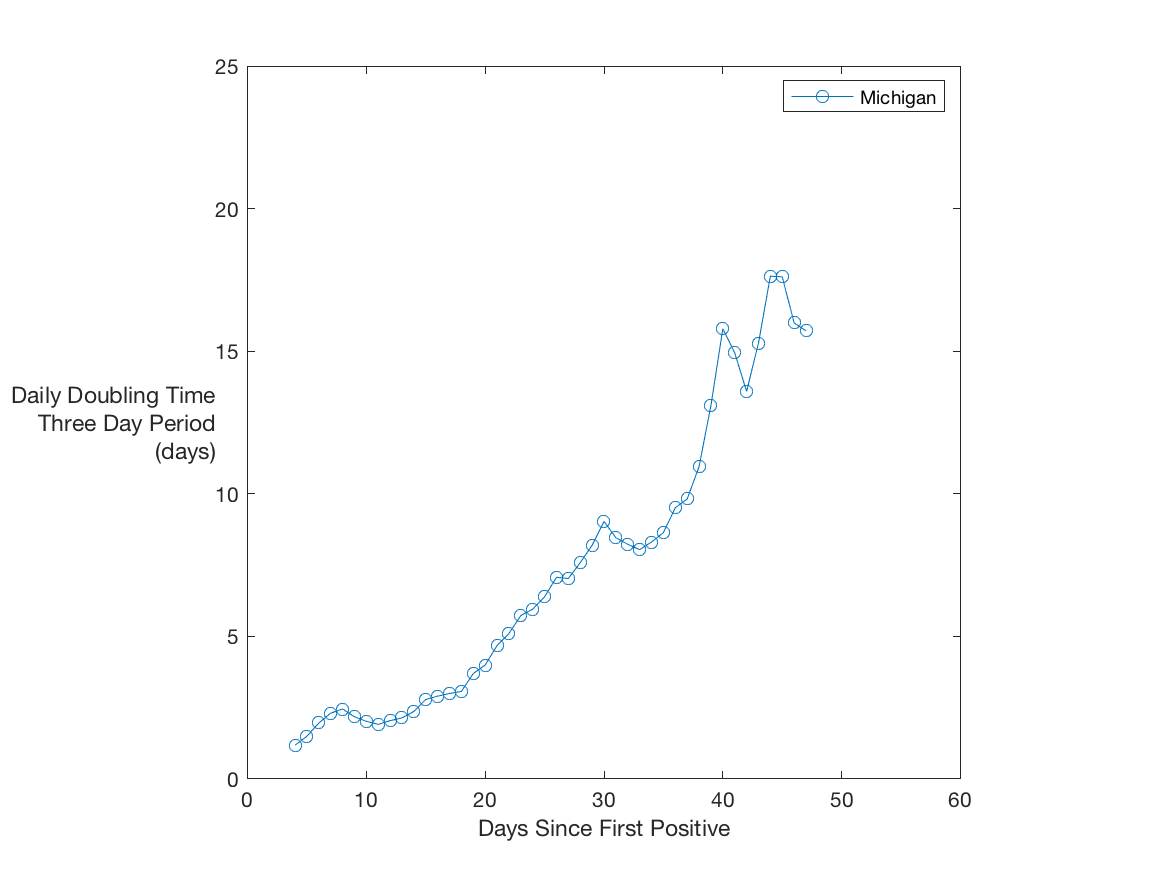 25
Michigan
20
15
Daily Doubling Time
Three Day Period
(days)
10
5
0
0 10 20 30 40 50 60
Days Since First Positive